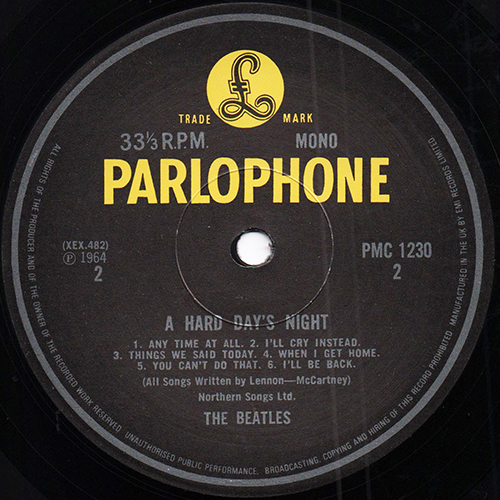 £
TRADE MARK
33⅓ R.P.M. MONO
PARLOPHONE
(XEX.482) PMC 1230
Ⓟ 1964 2
2
A HARD DAY'S NIGHT
1. ANY TIME AT ALL. 2. I'LL CRY INSTEAD.
3. THINGS WE SAID TODAY. 4. WHEN I GET HOME.
5. YOU CAN'T DO THAT. 6. I'LL BE BACK.
(All Songs Written by Lennon—McCartney)
Northern Songs Ltd.
THE BEATLES
ALL RIGHTS OF THE PRODUCER AND OF THE OWNER OF THE RECORDED WORK RESERVED. UNAUTHORISED PUBLIC PERFORMANCE, BROADCASTING, COPYING AND HIRING OF THIS RECORD PROHIBITED MANUFACTURED IN THE UK BY EMI RECORDS LIMITED